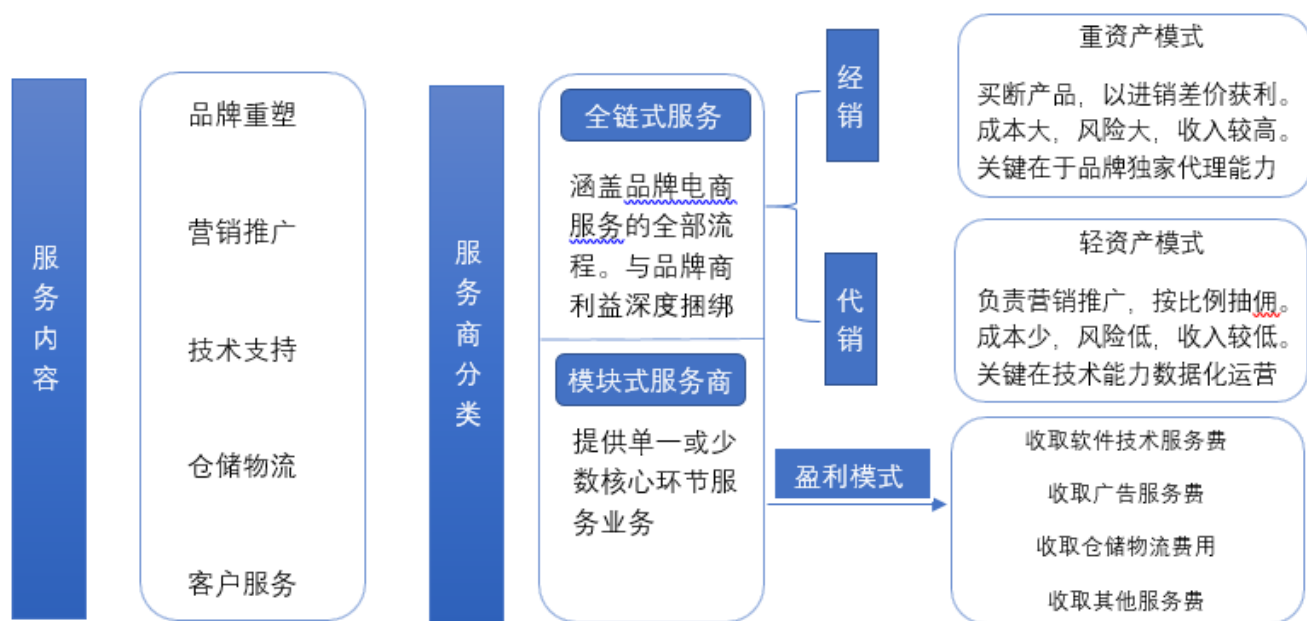 服务内容
品牌重塑
营销推广
技术支持
仓储物流
客户服务
服务商分类
全链式服务
涵盖品牌电商
服务的全部流
程。与品牌商
利益深度捆绑
模块式服务商
提供单一或少
数核心环节服
务业务
经销
代销
盈利模式
重资产模式
买断产品，以进销差价获利。
成本大，风险大，收入较高。
关键在于品牌独家代理能力
轻资产模式
负责营销推广，按比例抽佣。
成本少，风险低，收入较低。
关键在技术能力数据化运营
收取软件技术服务费
收取广告服务费
收取仓储物流费用
收取其他服务费